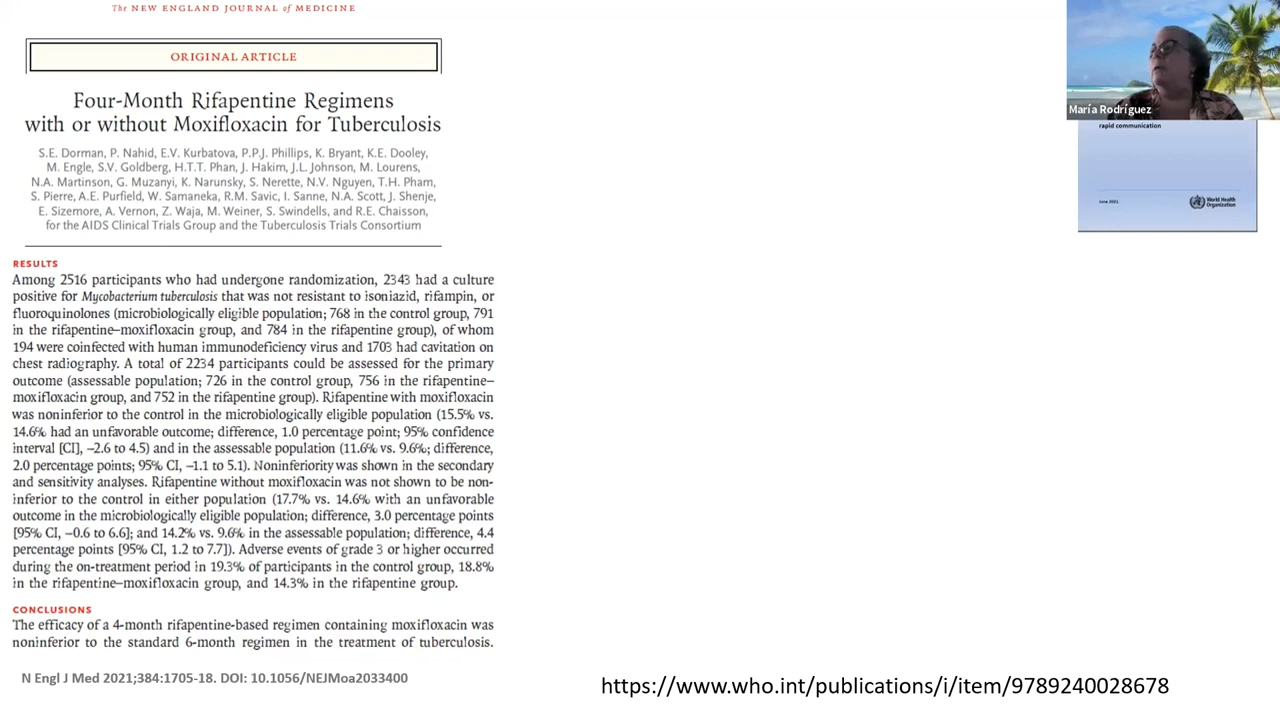 The NEW ENGLAND JOURNAL of MEDICINE
ORIGINAL ARTICLE
Four-Month Rifapentine Regimens
with or without Moxifloxacin for Tuberculosis
S.E. Dorman, P. Nahid, E.V. Kurbatova, P.P.J. Phillips, K. Bryant, K.E. Dooley,
M. Engle, S.V. Goldberg, H.T.T. Phan, J. Hakim, J.L. Johnson, M. Lourens,
N.A. Martinson, G. Muzanyi, K. Narunsky, S. Nerette, N.V. Nguyen, T.H. Pham,
S. Pierre, A.E. Purfield, W. Samaneka, R.M. Savic, I. Sanne, N.A. Scott, J. Shenje,
E. Sizemore, A. Vernon, Z. Waja, M. Weiner, S. Swindells, and R.E. Chaisson,
for the AIDS Clinical Trials Group and the Tuberculosis Trials Consortium
RESULTS
Among 2516 participants who had undergone randomization, 2343 had a culture
positive for Mycobacterium tuberculosis that was not resistant to isoniazid, rifampin, or
fluoroquinolones (microbiologically eligible population; 768 in the control group, 791
in the rifapentine–moxifloxacin group, and 784 in the rifapentine group), of whom
194 were coinfected with human immunodeficiency virus and 1703 had cavitation on
chest radiography. A total of 2234 participants could be assessed for the primary
outcome (assessable population; 726 in the control group, 756 in the rifapentine–
moxifloxacin group, and 752 in the rifapentine group). Rifapentine with moxifloxacin
was noninferior to the control in the microbiologically eligible population (15.5% vs.
14.6% had an unfavorable outcome; difference, 1.0 percentage point; 95% confidence
interval [CI], −2.6 to 4.5) and in the assessable population (11.6% vs. 9.6%; difference,
2.0 percentage points; 95% CI, −1.1 to 5.1). Noninferiority was shown in the secondary
and sensitivity analyses. Rifapentine without moxifloxacin was not shown to be non-
inferior to the control in either population (17.7% vs. 14.6% with an unfavorable
outcome in the microbiologically eligible population; difference, 3.0 percentage points
[95% CI, −0.6 to 6.6]; and 14.2% vs. 9.6% in the assessable population; difference, 4.4
percentage points [95% CI, 1.2 to 7.7]). Adverse events of grade 3 or higher occurred
during the on-treatment period in 19.3% of participants in the control group, 18.8%
in the rifapentine–moxifloxacin group, and 14.3% in the rifapentine group.
CONCLUSIONS
The efficacy of a 4-month rifapentine-based regimen containing moxifloxacin was
noninferior to the standard 6-month regimen in the treatment of tuberculosis.
N Engl J Med 2021;384:1705-18. DOI: 10.1056/NEJMoa2033400
María Rodríguez
rapid communication
June 2021
World Health
Organization
https://www.who.int/publications/i/item/9789240028678